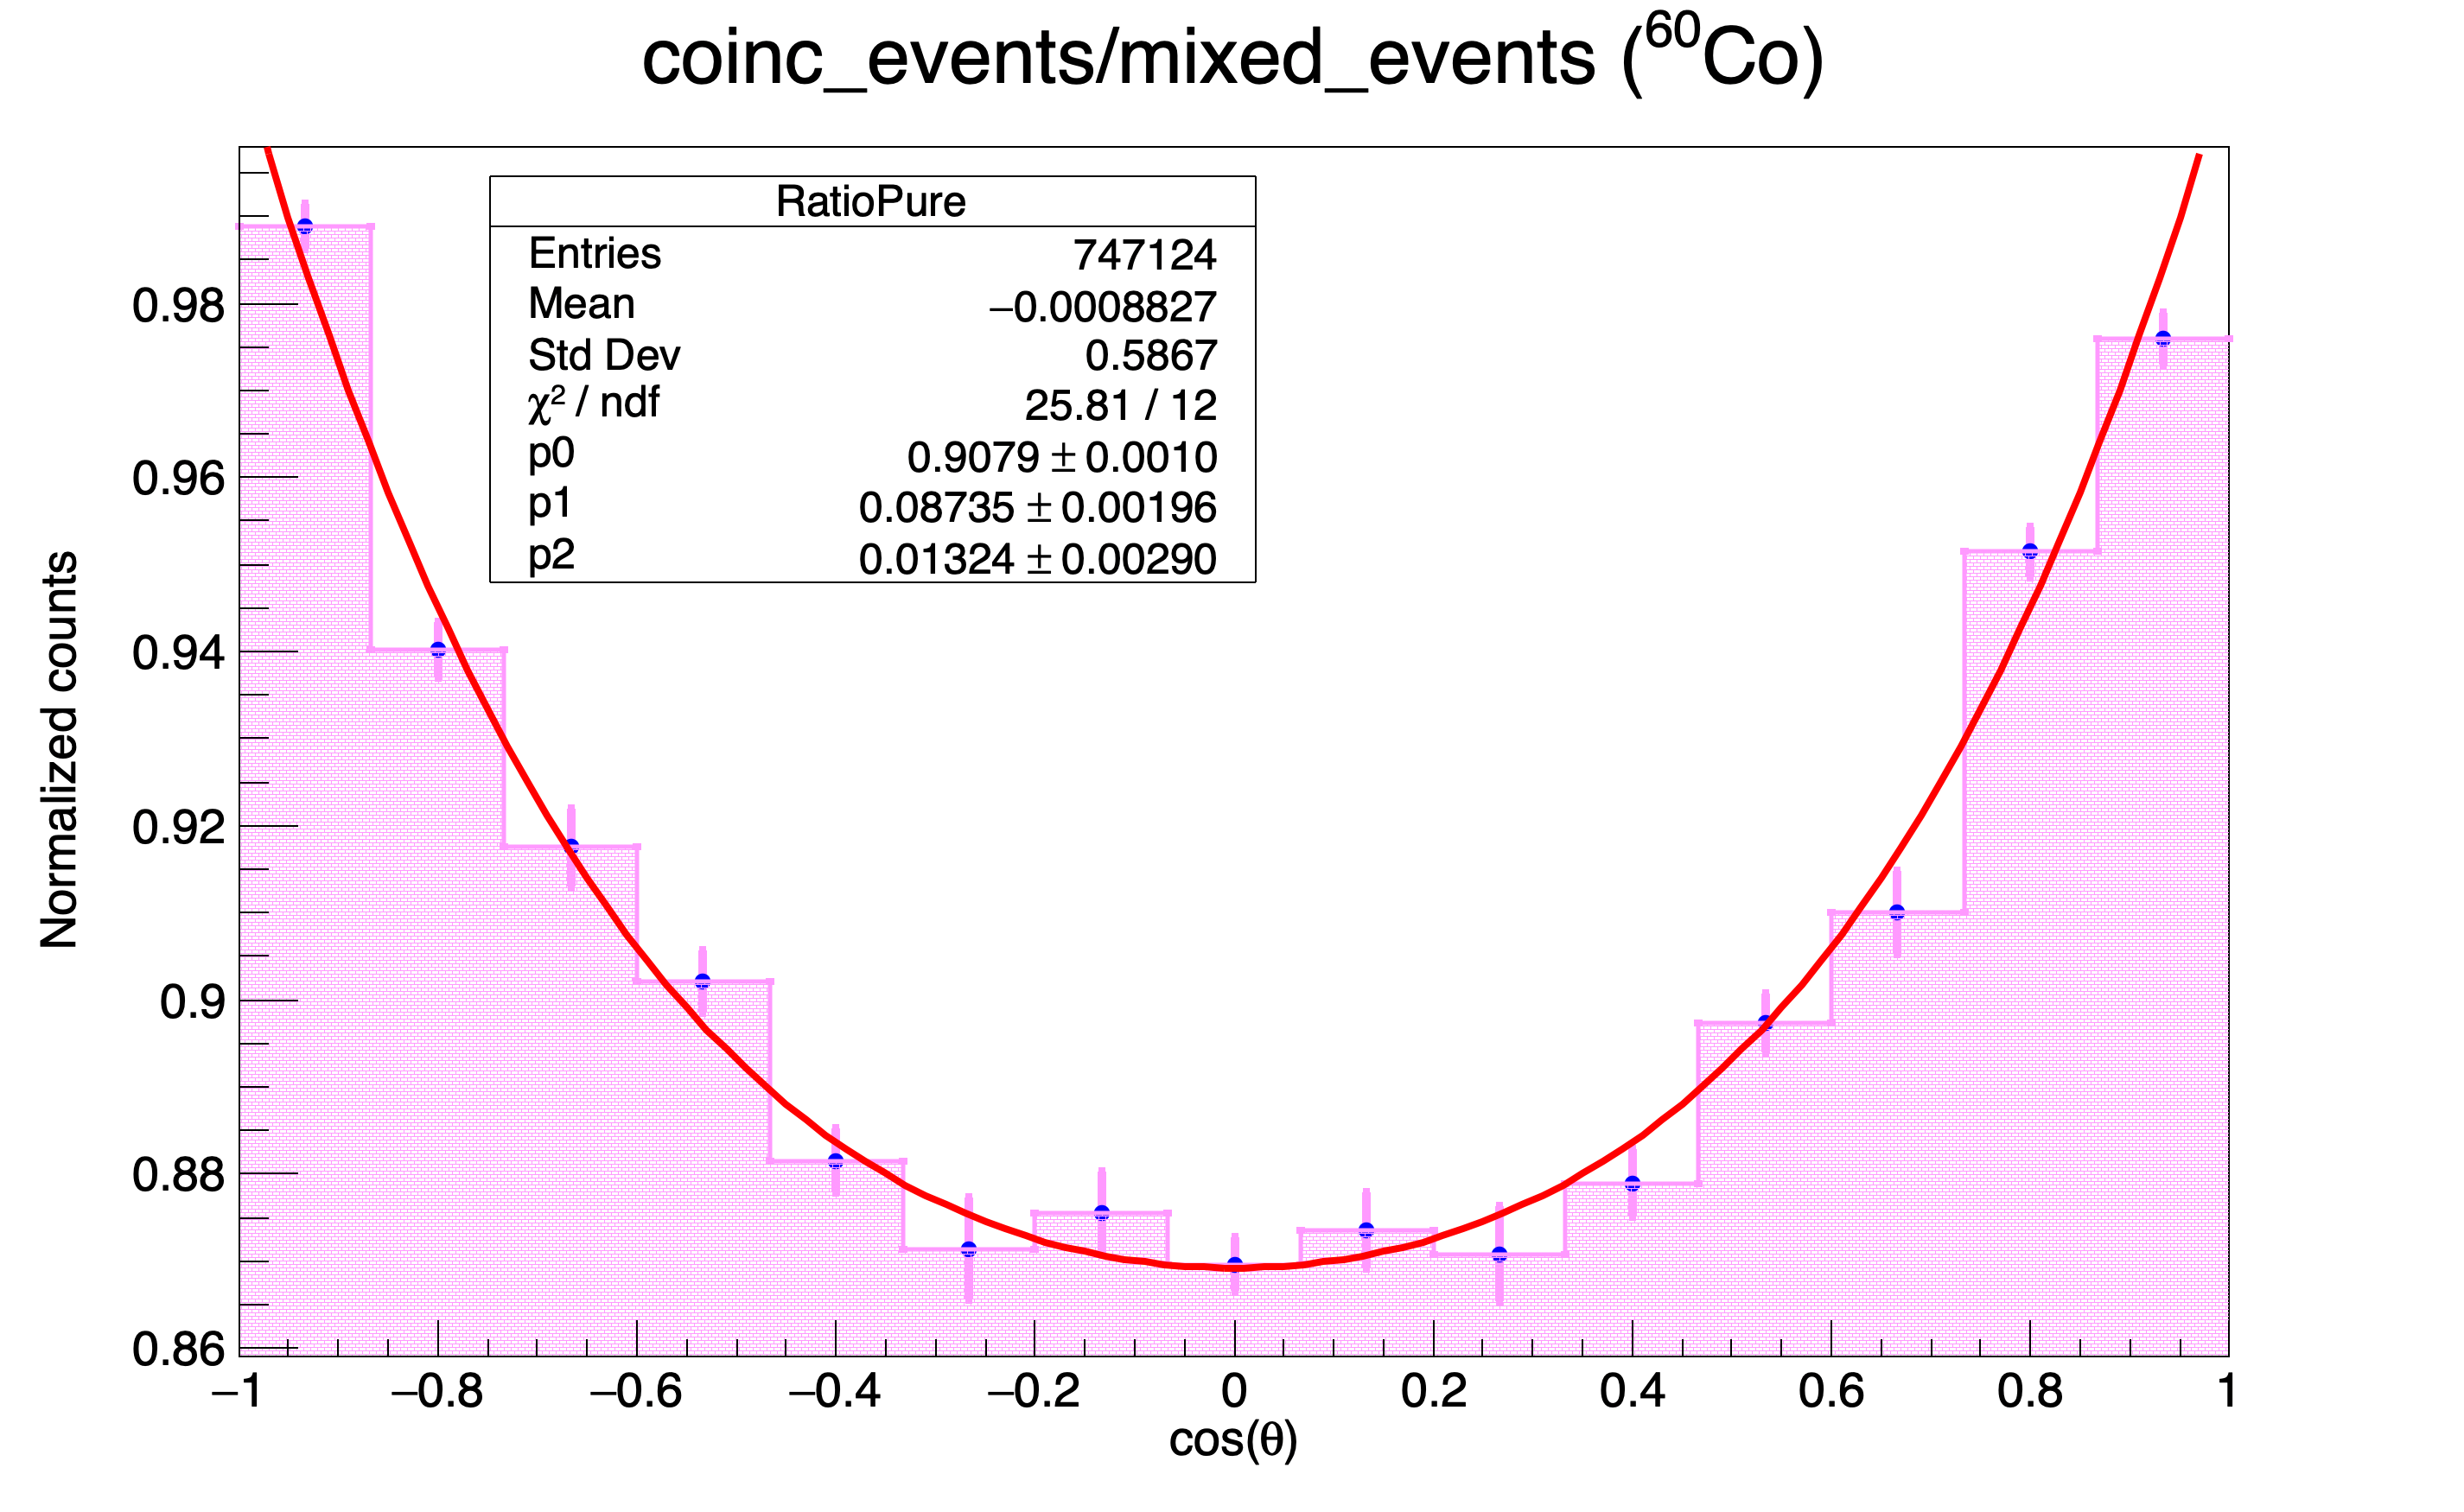 coinc_events/mixed_events (⁶⁰Co)
RatioPure
Entries 747124
Mean −0.0008827
Std Dev 0.5867
χ² / ndf 25.81 / 12
p0 0.9079 ± 0.0010
p1 0.08735 ± 0.00196
p2 0.01324 ± 0.00290
Normalized counts
0.98
0.96
0.94
0.92
0.9
0.88
0.86
−1 −0.8 −0.6 −0.4 −0.2 0 0.2 0.4 0.6 0.8 1
cos(θ)